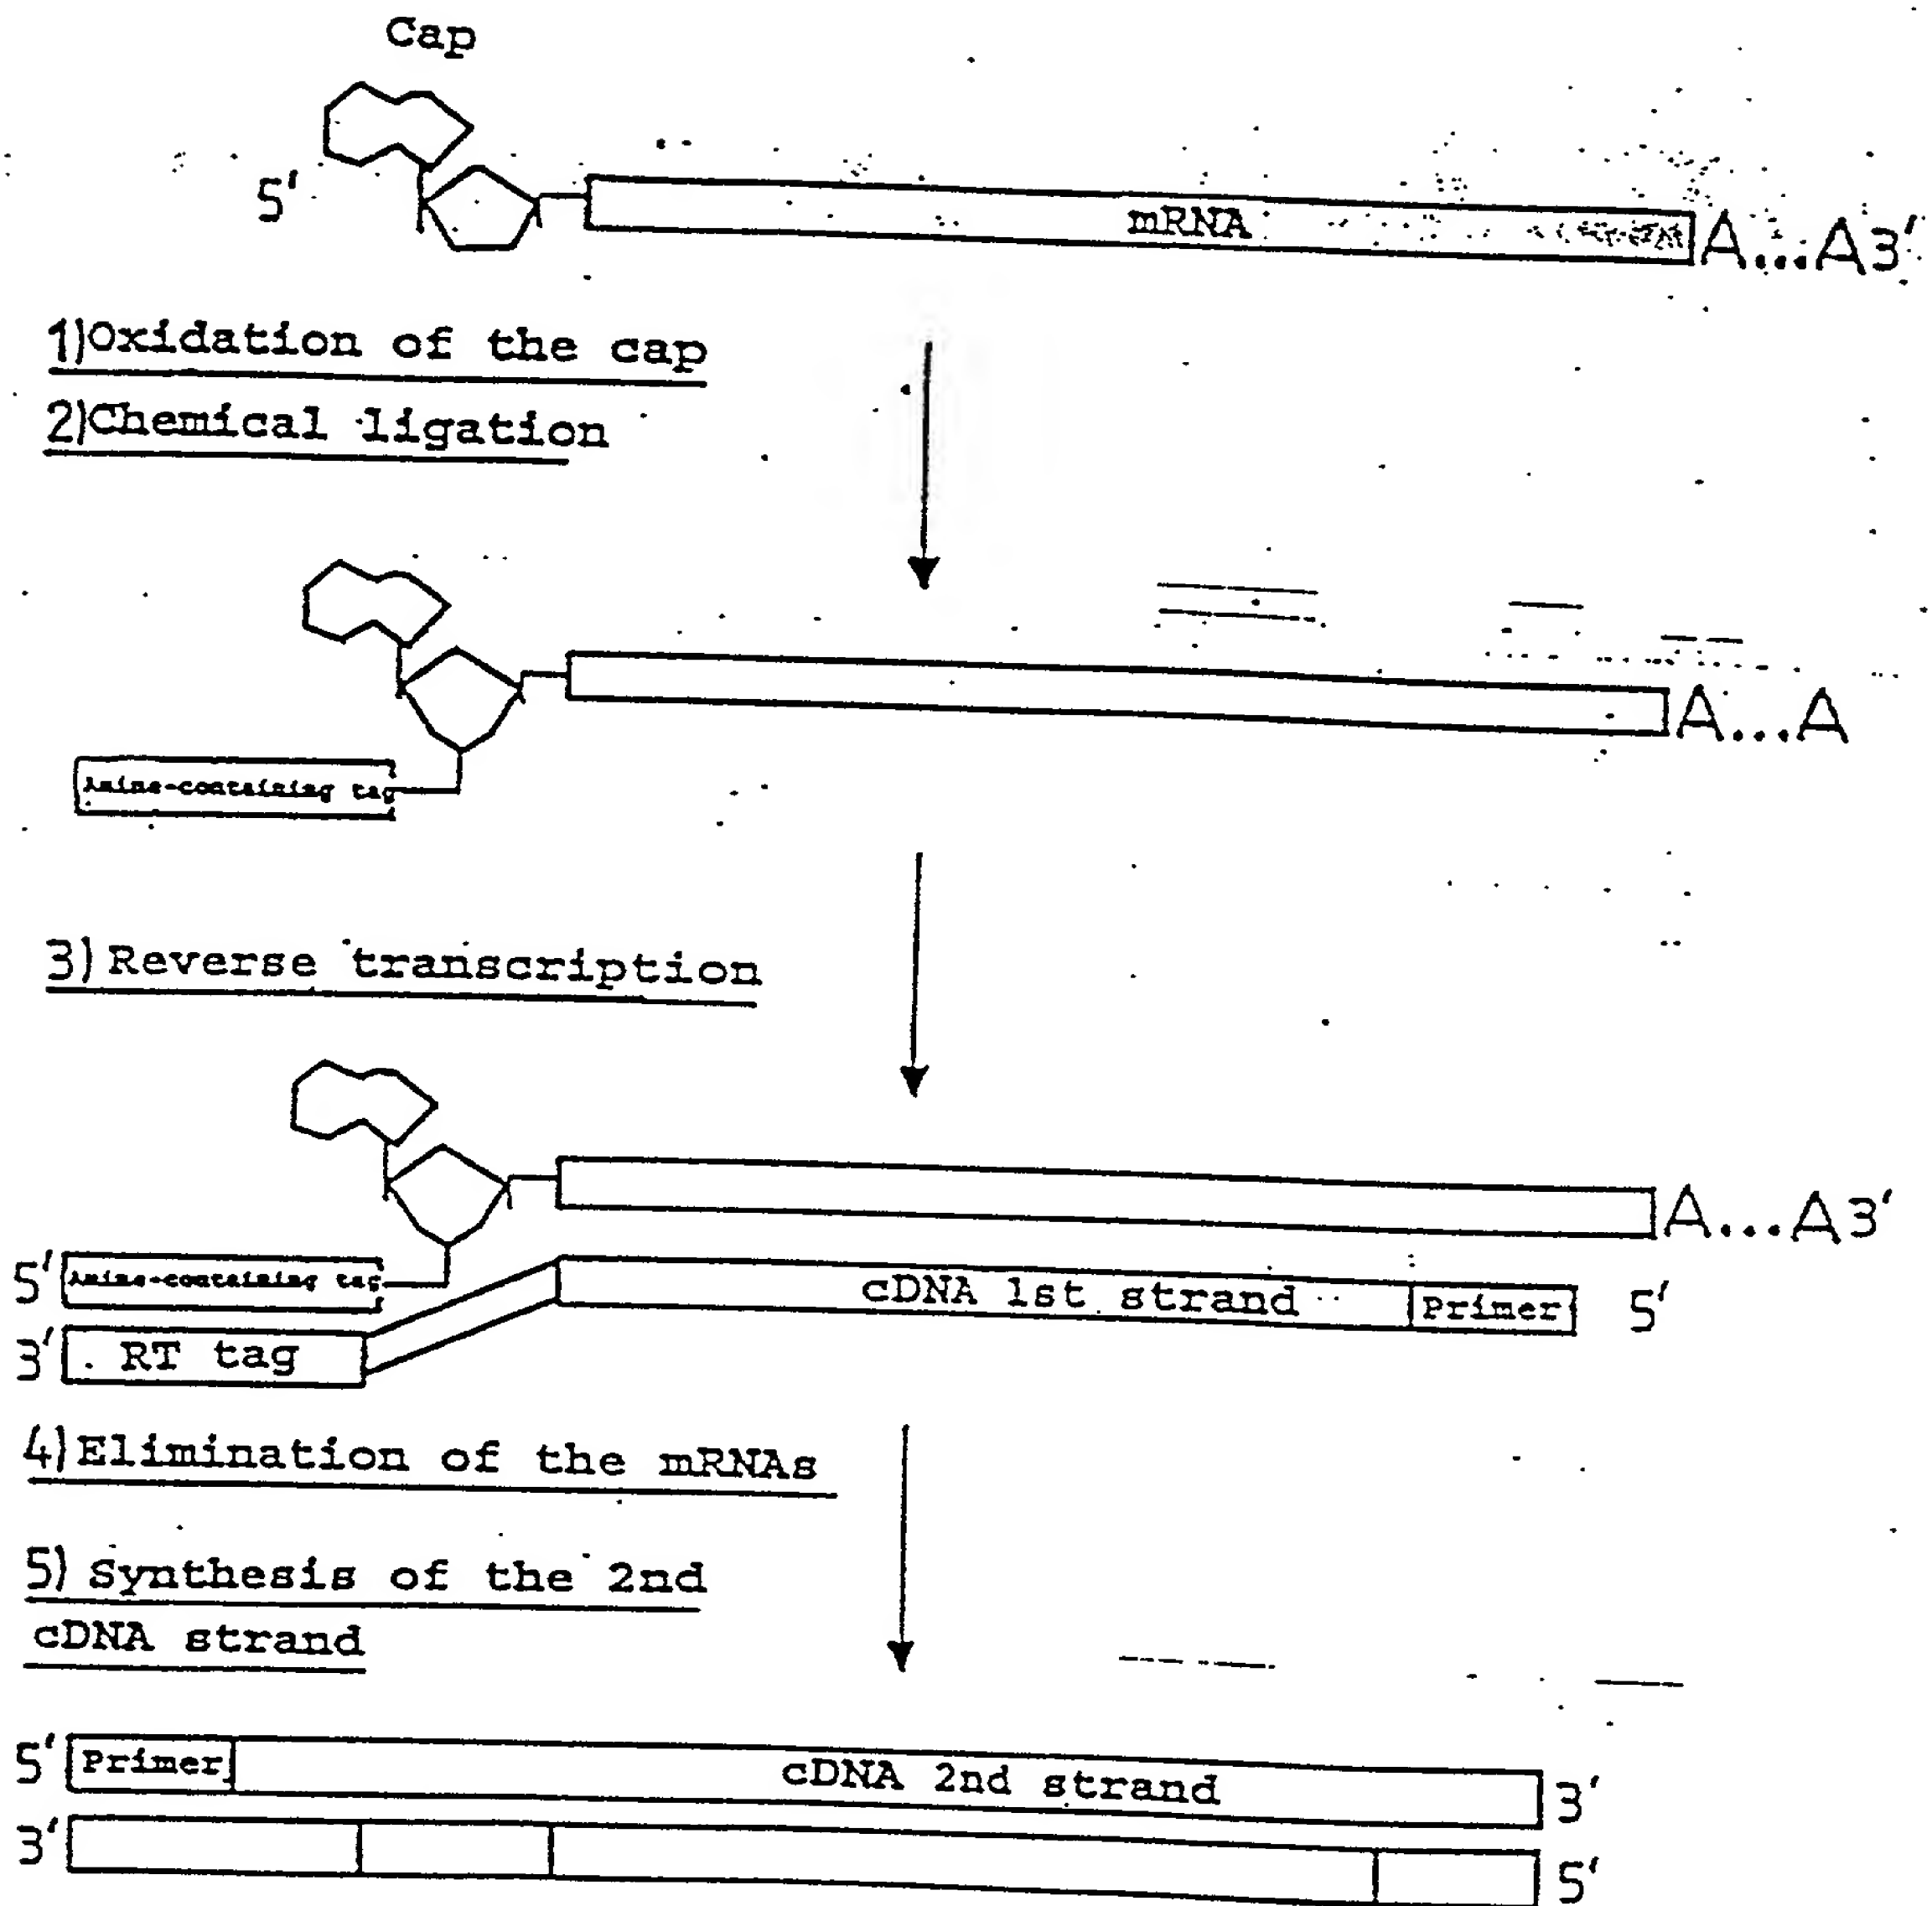 Cap
5'
mRNA
A...A3'
1)Oxidation of the cap
2)Chemical ligation
A...A
Amine-containing tag
3) Reverse transcription
A...A3'
5' Amine-containing tag
cDNA 1st strand Primer 5'
3' RT tag
4)Elimination of the mRNAs
5) Synthesis of the 2nd
cDNA strand
5' Primer cDNA 2nd strand 3'
3' 5'